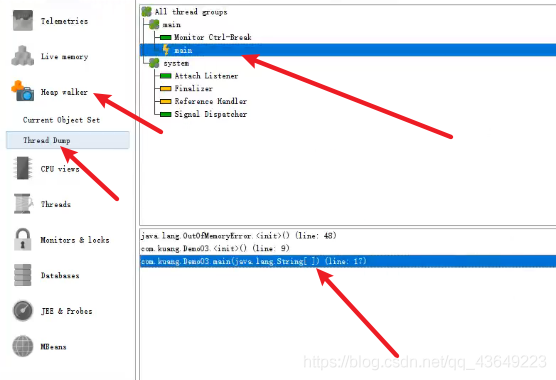 Telemetries
Live memory
Heap walker
Current Object Set
Thread Dump
CPU views
Threads
Monitors & locks
Databases
JEE & Probes
MBeans
All thread groups
main
Monitor Ctrl-Break
main
system
Attach Listener
Finalizer
Reference Handler
Signal Dispatcher
java.lang.OutOfMemoryError.<init>() (line: 48)
com.kuang.Demo03.<init>() (line: 9)
com.kuang.Demo03.main(java.lang.String[ ]) (line: 17)
https://blog.csdn.net/qq_43649223